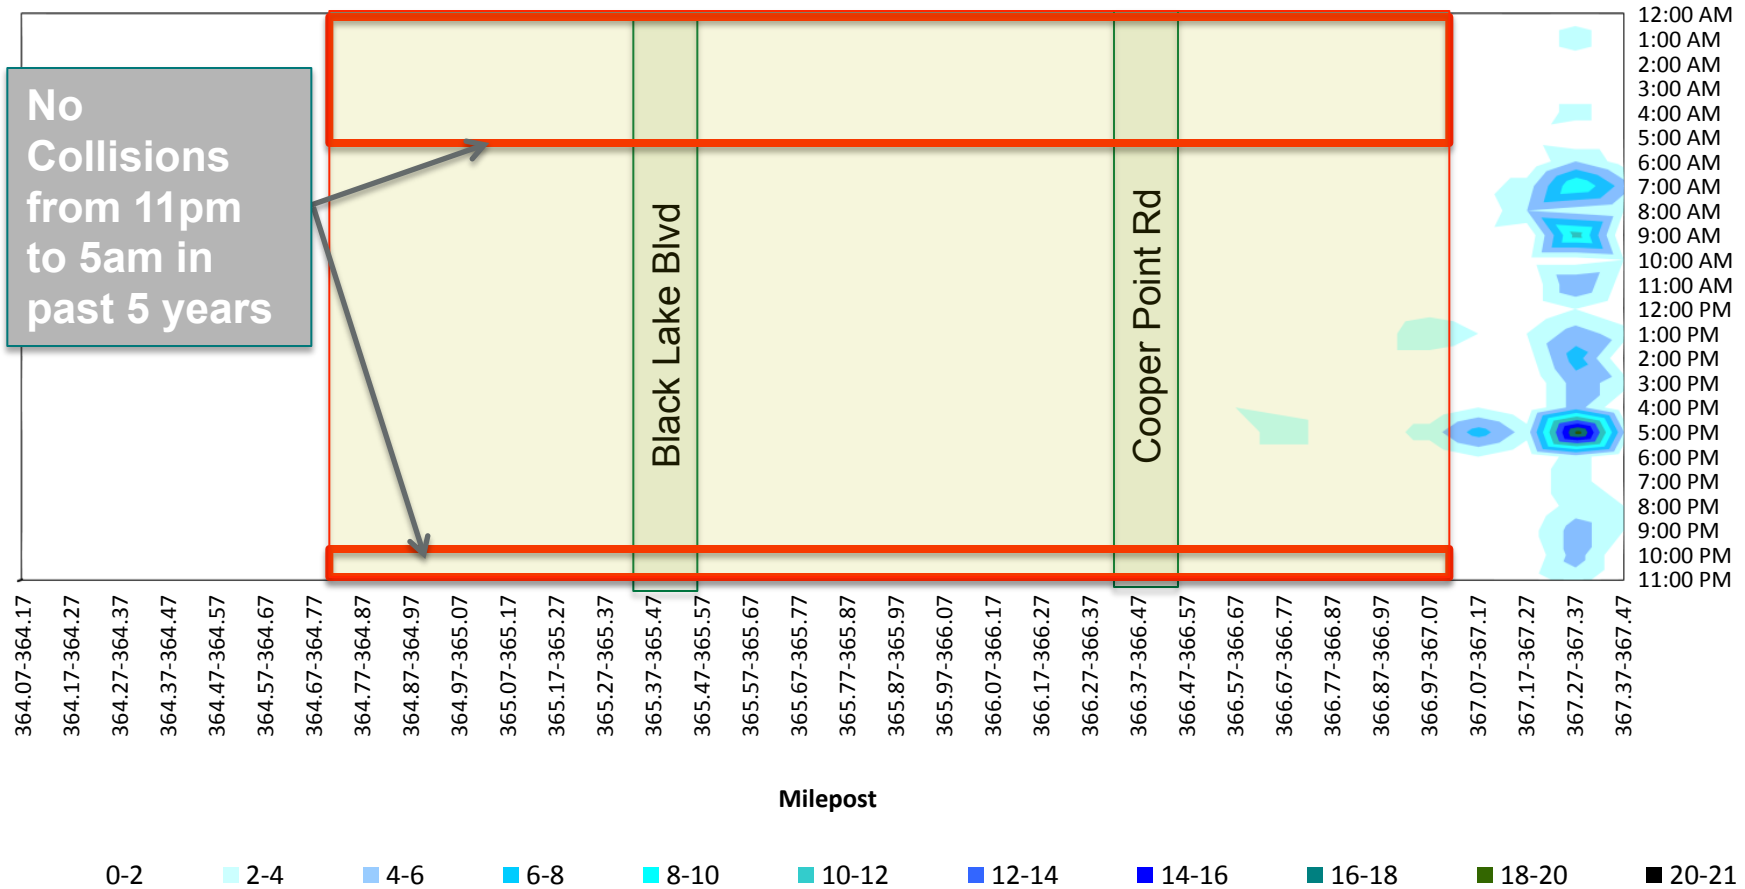 No
Collisions
from 11pm
to 5am in
past 5 years
Black Lake Blvd
Cooper Point Rd
12:00 AM
1:00 AM
2:00 AM
3:00 AM
4:00 AM
5:00 AM
6:00 AM
7:00 AM
8:00 AM
9:00 AM
10:00 AM
11:00 AM
12:00 PM
1:00 PM
2:00 PM
3:00 PM
4:00 PM
5:00 PM
6:00 PM
7:00 PM
8:00 PM
9:00 PM
10:00 PM
11:00 PM
364.07-364.17
364.17-364.27
364.27-364.37
364.37-364.47
364.47-364.57
364.57-364.67
364.67-364.77
364.77-364.87
364.87-364.97
364.97-365.07
365.07-365.17
365.17-365.27
365.27-365.37
365.37-365.47
365.47-365.57
365.57-365.67
365.67-365.77
365.77-365.87
365.87-365.97
365.97-366.07
366.07-366.17
366.17-366.27
366.27-366.37
366.37-366.47
366.47-366.57
366.57-366.67
366.67-366.77
366.77-366.87
366.87-366.97
366.97-367.07
367.07-367.17
367.17-367.27
367.27-367.37
367.37-367.47
Milepost
0-2 2-4 4-6 6-8 8-10 10-12 12-14 14-16 16-18 18-20 20-21